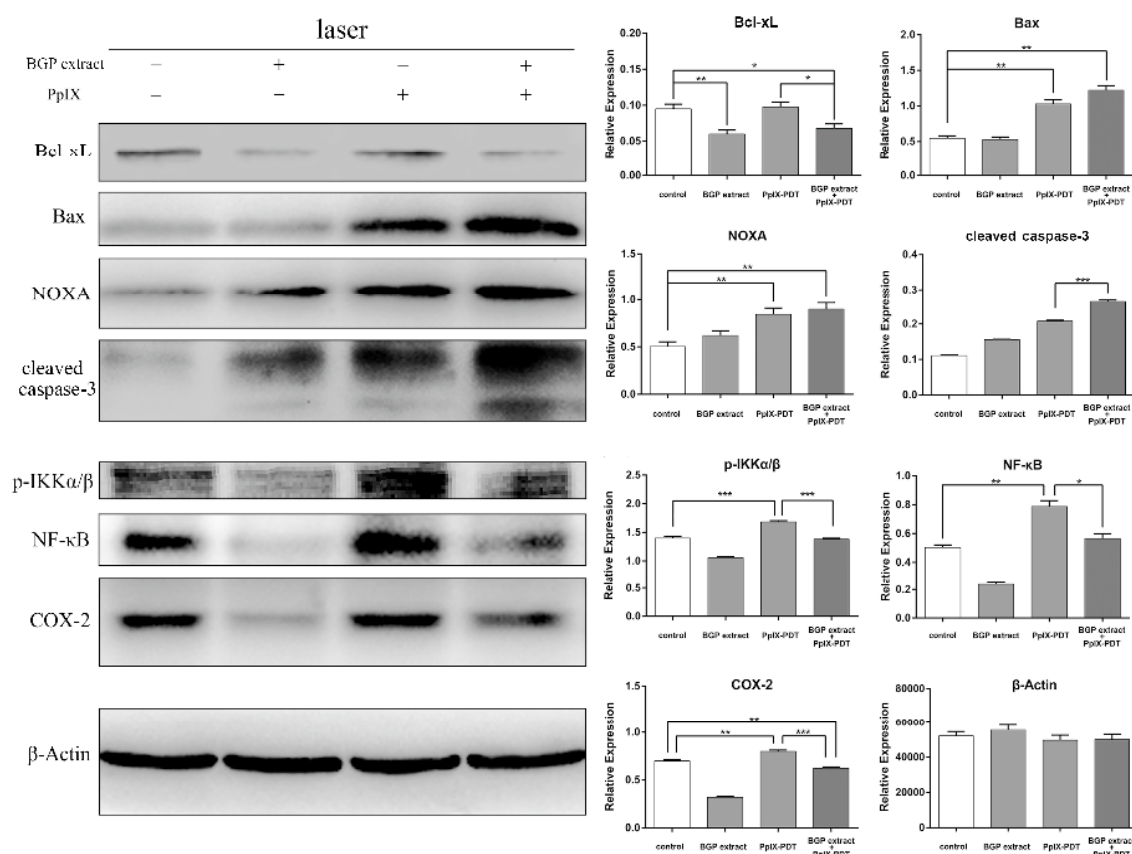 laser
BGP extract − + − +
PpIX − − + +
Bcl-xL
Bax
NOXA
cleaved
caspase-3
p-IKKα/β
NF-κB
COX-2
β-Actin
Bcl-xL
Relative Expression
0.20
0.15
0.10
0.05
0.00
** * *
control BGP extract PpIX-PDT BGP extract
+
PpIX-PDT
Bax
Relative Expression
2.0
1.5
1.0
0.5
0.0
** **
control BGP extract PpIX-PDT BGP extract
+
PpIX-PDT
NOXA
Relative Expression
1.5
1.0
0.5
0.0
** **
control BGP extract PpIX-PDT BGP extract
+
PpIX-PDT
cleaved caspase-3
Relative Expression
0.4
0.3
0.2
0.1
0.0
***
control BGP extract PpIX-PDT BGP extract
+
PpIX-PDT
p-IKKα/β
Relative Expression
2.5
2.0
1.5
1.0
0.5
0.0
*** ***
control BGP extract PpIX-PDT BGP extract
+
PpIX-PDT
NF-κB
Relative Expression
1.0
0.8
0.6
0.4
0.2
0.0
** *
control BGP extract PpIX-PDT BGP extract
+
PpIX-PDT
COX-2
Relative Expression
1.5
1.0
0.5
0.0
** ** ***
control BGP extract PpIX-PDT BGP extract
+
PpIX-PDT
β-Actin
Relative Expression
80000
60000
40000
20000
0
control BGP extract PpIX-PDT BGP extract
+
PpIX-PDT